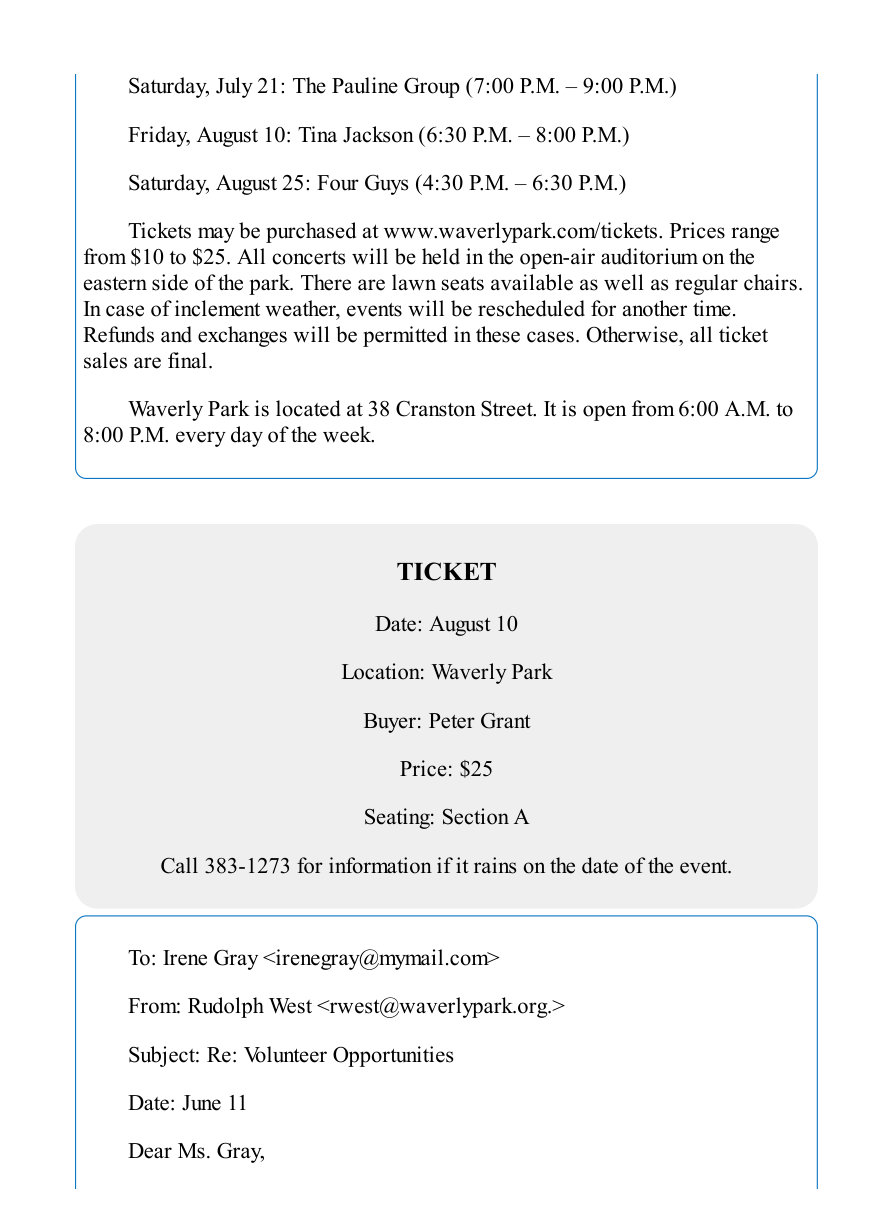 Saturday, July 21: The Pauline Group (7:00 P.M. – 9:00 P.M.)
Friday, August 10: Tina Jackson (6:30 P.M. – 8:00 P.M.)
Saturday, August 25: Four Guys (4:30 P.M. – 6:30 P.M.)
Tickets may be purchased at www.waverlypark.com/tickets. Prices range
from $10 to $25. All concerts will be held in the open-air auditorium on the
eastern side of the park. There are lawn seats available as well as regular chairs.
In case of inclement weather, events will be rescheduled for another time.
Refunds and exchanges will be permitted in these cases. Otherwise, all ticket
sales are final.
Waverly Park is located at 38 Cranston Street. It is open from 6:00 A.M. to
8:00 P.M. every day of the week.
TICKET
Date: August 10
Location: Waverly Park
Buyer: Peter Grant
Price: $25
Seating: Section A
Call 383-1273 for information if it rains on the date of the event.
To: Irene Gray <irenegray@mymail.com>
From: Rudolph West <rwest@waverlypark.org.>
Subject: Re: Volunteer Opportunities
Date: June 11
Dear Ms. Gray,